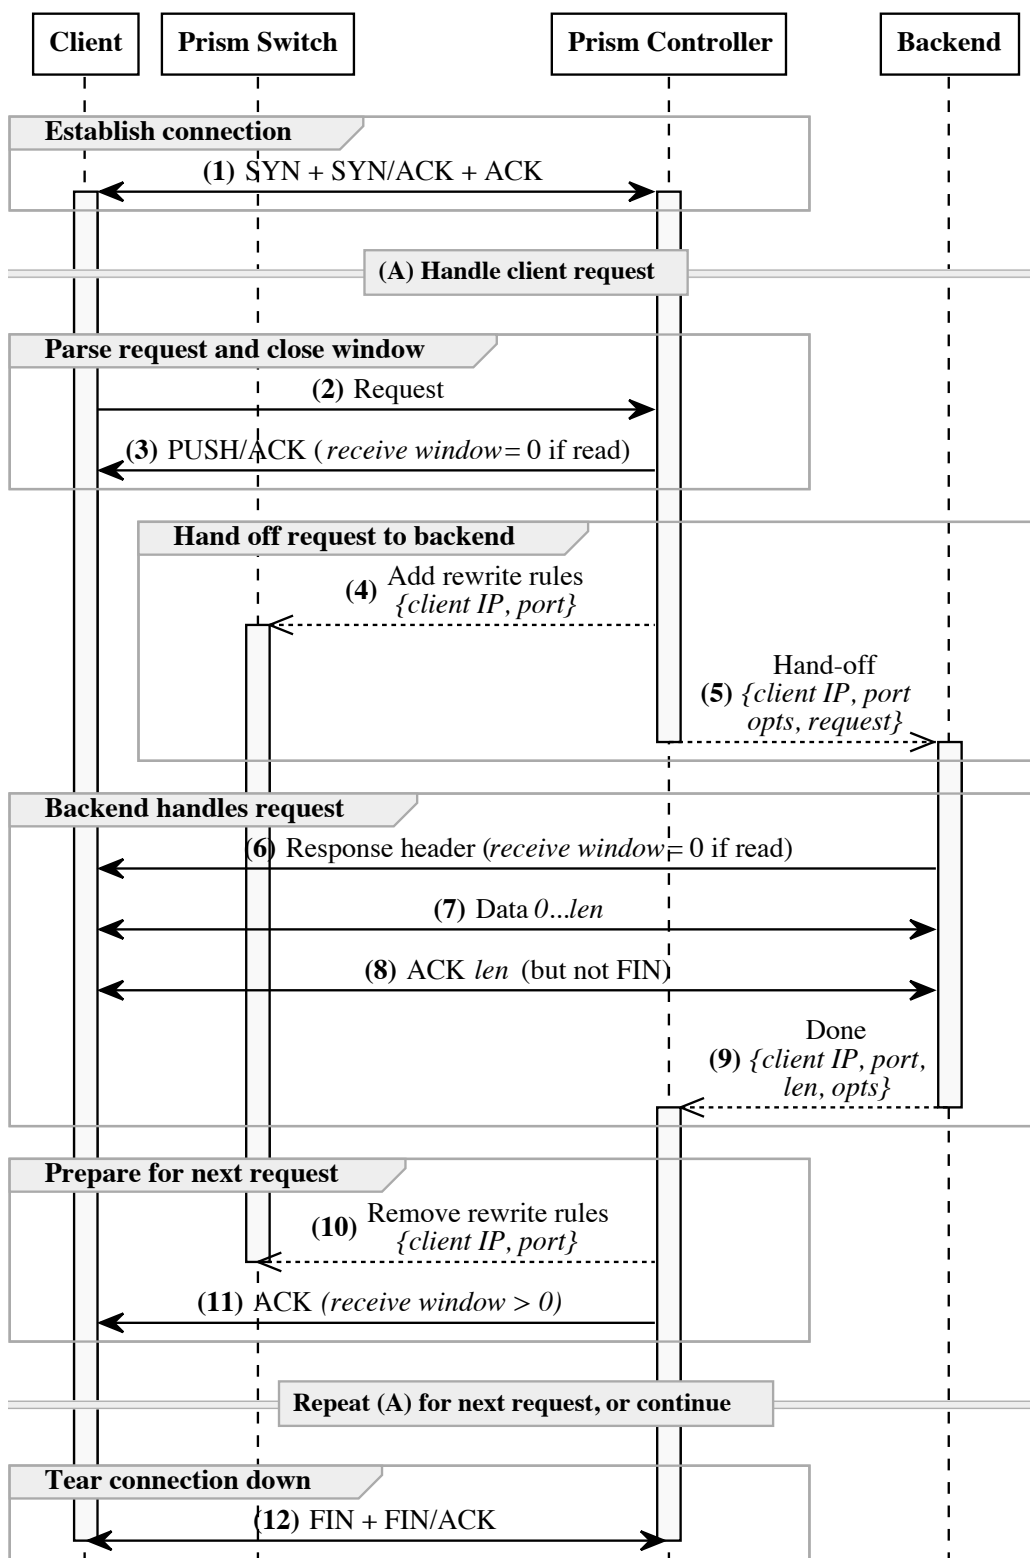 Client
Prism Switch
Prism Controller
Backend
Establish connection
(1) SYN + SYN/ACK + ACK
(A) Handle client request
Parse request and close window
(2) Request
(3) PUSH/ACK (receive window = 0 if read)
Hand off request to backend
(4) Add rewrite rules
{client IP, port}
Hand-off
(5) {client IP, port
opts, request}
Backend handles request
(6) Response header (receive window = 0 if read)
(7) Data 0...len
(8) ACK len (but not FIN)
Done
(9) {client IP, port,
len, opts}
Prepare for next request
(10) Remove rewrite rules
{client IP, port}
(11) ACK (receive window > 0)
Repeat (A) for next request, or continue
Tear connection down
(12) FIN + FIN/ACK